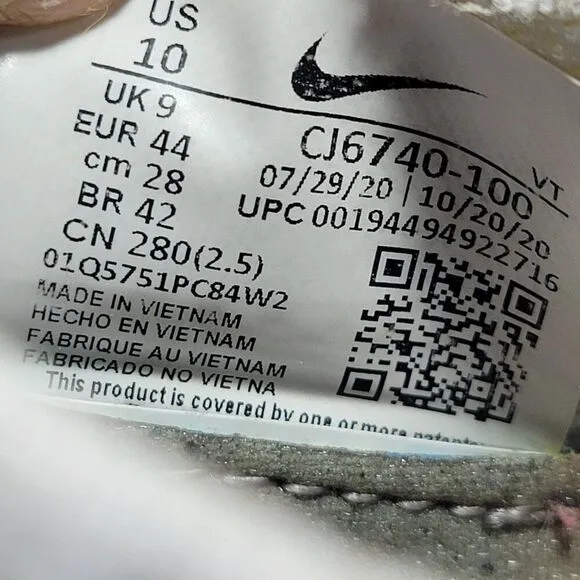 US
10
UK 9
EUR 44
cm 28
BR 42
CN 280(2.5)
01Q5751PC84W2
MADE IN VIETNAM
HECHO EN VIETNAM
FABRIQUE AU VIETNAM
FABRICADO NO VIETNA
This product is covered by one or more patents
CJ6740-100 VT
07/29/20 | 10/20/20
UPC 00194494922716